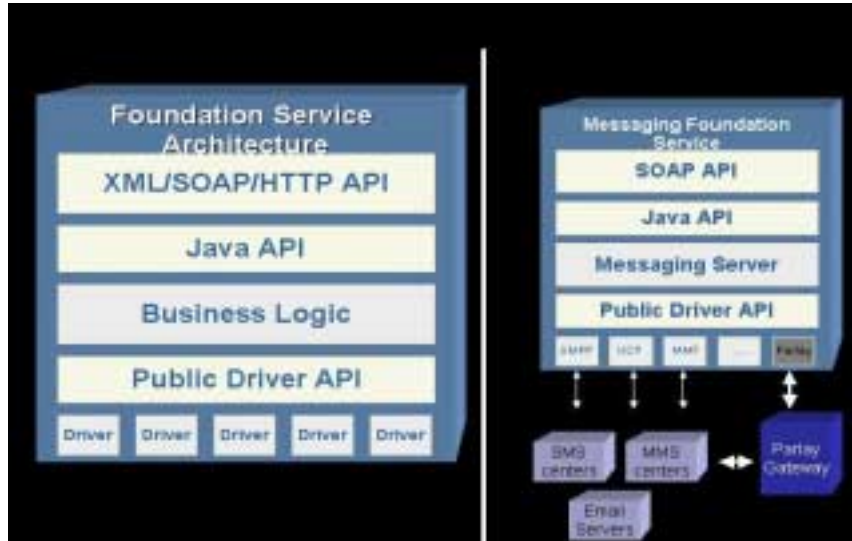 Foundation Service
Architecture
XML/SOAP/HTTP API
Java API
Business Logic
Public Driver API
Driver
Driver
Driver
Driver
Driver
Messaging Foundation
Service
SOAP API
Java API
Messaging Server
Public Driver API
SMPP
UCP
Parlay
SMS
centers
MMS
centers
Parlay
Gateway
Email
Servers